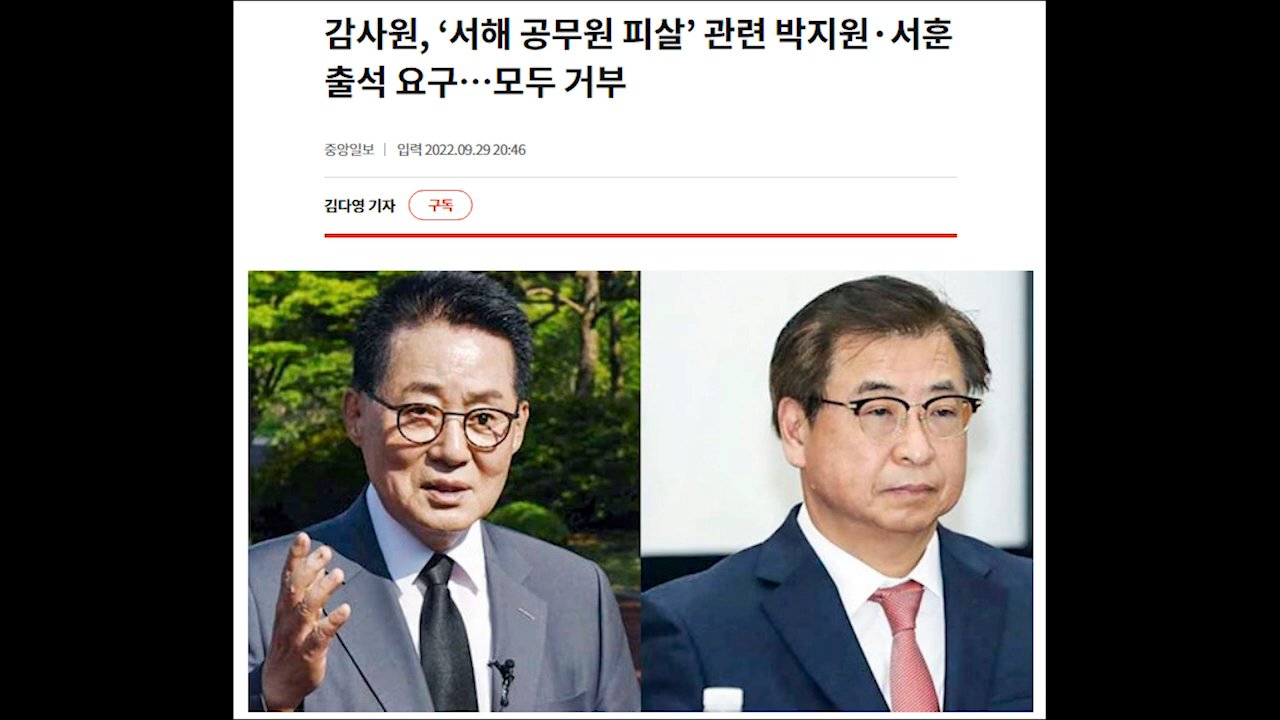 감사원, ‘서해 공무원 피살’ 관련 박지원·서훈
출석 요구…모두 거부
중앙일보 | 입력 2022.09.29 20:46
김다영 기자 구독